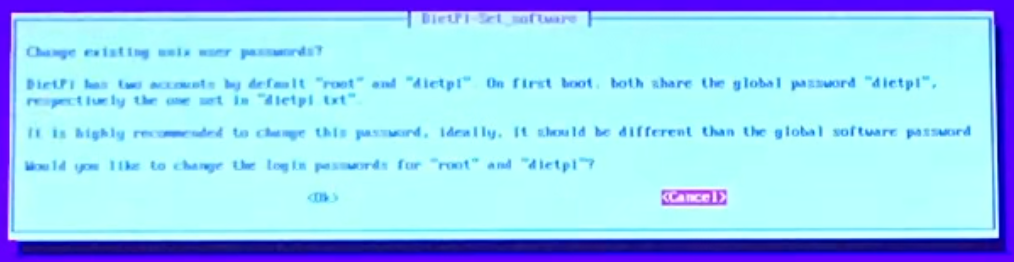 DietPi-Set_software
Change existing unix user passwords?
DietPi has two accounts by default "root" and "dietpi". On first boot, both share the global password "dietpi",
respectively the one set in "dietpi.txt".
It is highly recommended to change this password, ideally, it should be different than the global software password
Would you like to change the login passwords for "root" and "dietpi"?
<Ok> <Cancel>